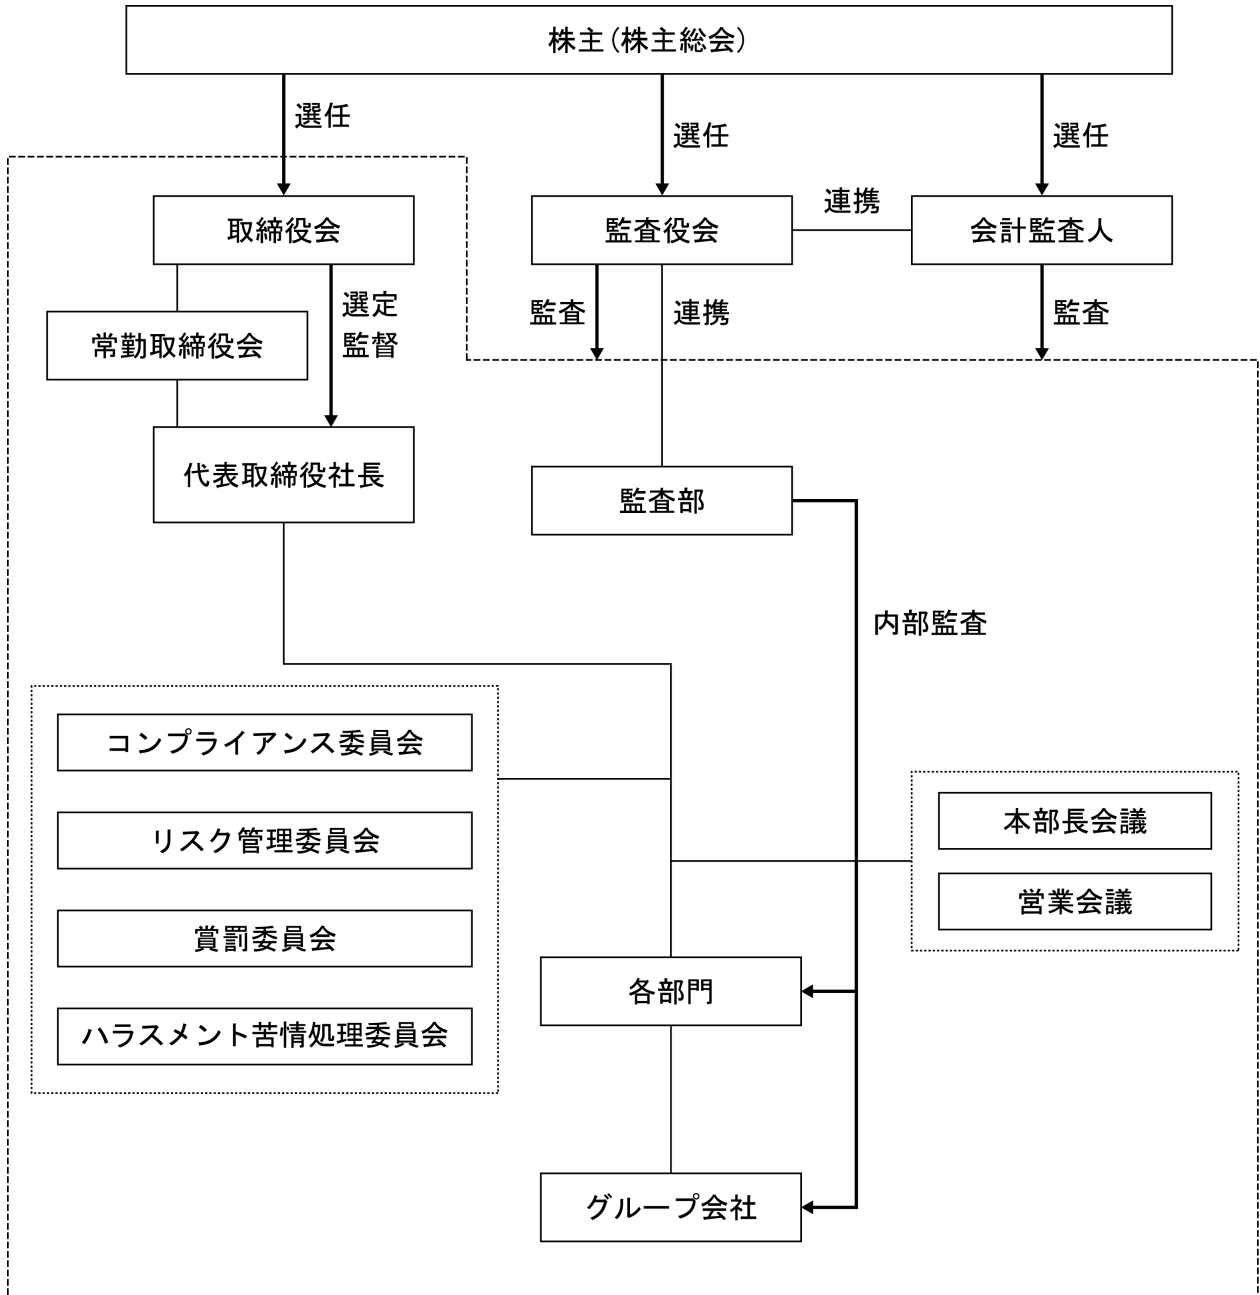 株主(株主総会)
選任
選任
選任
取締役会
監査役会
連携
会計監査人
選定
監督
監査
連携
監査
常勤取締役会
代表取締役社長
監査部
内部監査
コンプライアンス委員会
リスク管理委員会
賞罰委員会
ハラスメント苦情処理委員会
本部長会議
営業会議
各部門
グループ会社